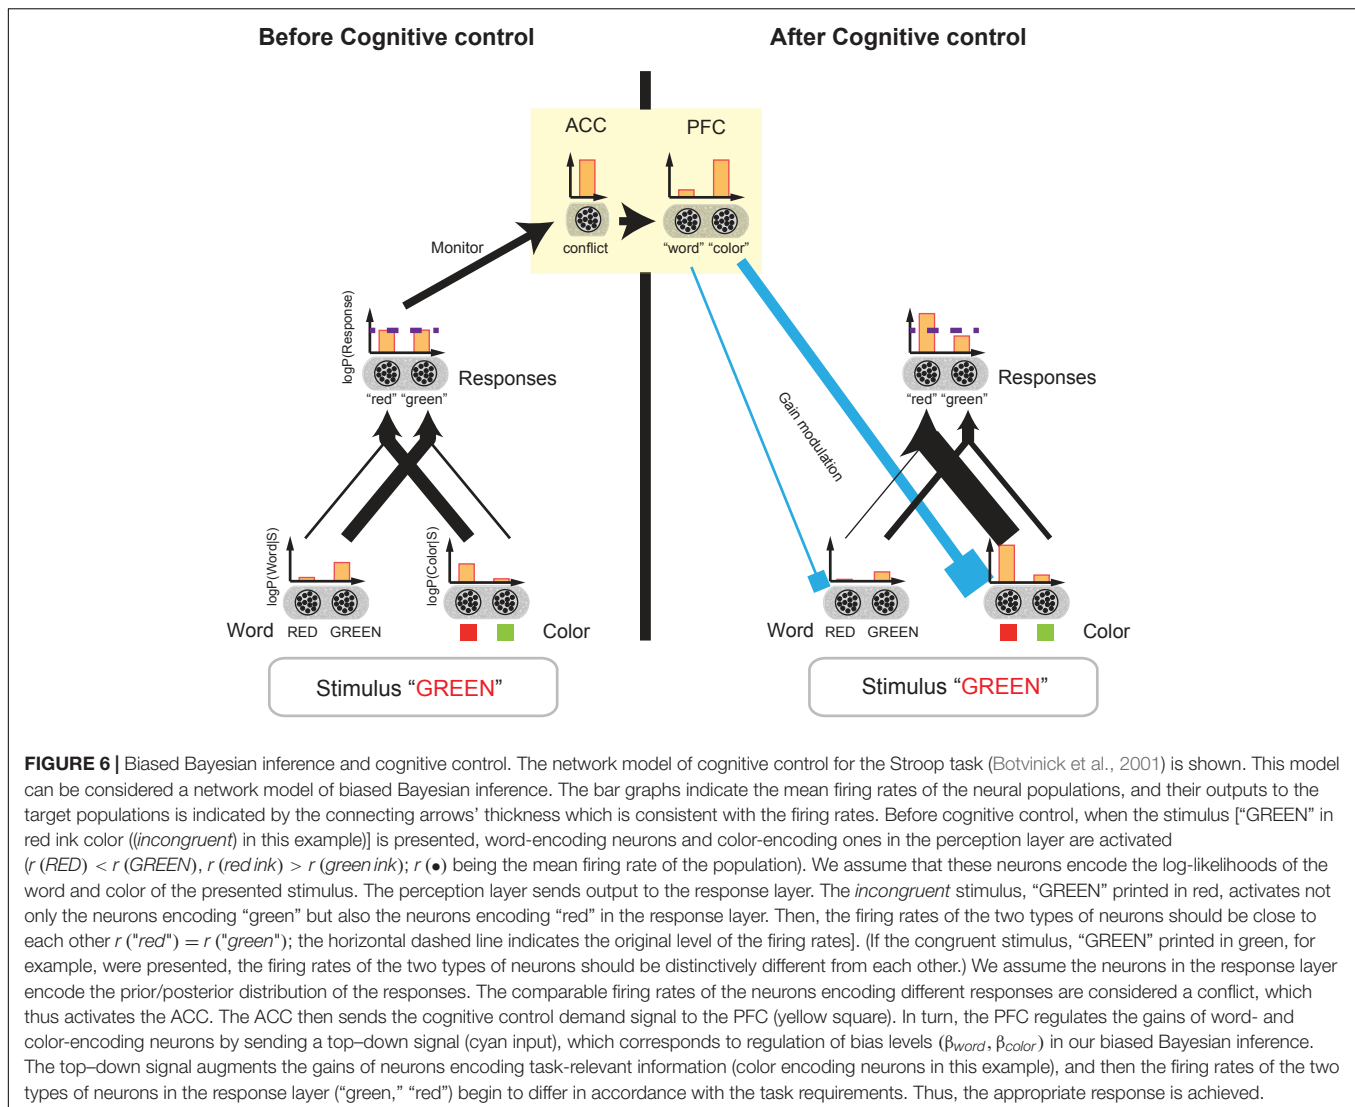 Before Cognitive control
After Cognitive control
ACC
PFC
conflict
“word” “color”
Monitor
logP(Response)
Responses
“red” “green”
Responses
“red” “green”
Gain modulation
logP(Word|S)
logP(Color|S)
Word RED GREEN
Color
Word RED GREEN
Color
Stimulus “GREEN”
Stimulus “GREEN”
FIGURE 6 | Biased Bayesian inference and cognitive control. The network model of cognitive control for the Stroop task (Botvinick et al., 2001) is shown. This model
can be considered a network model of biased Bayesian inference. The bar graphs indicate the mean firing rates of the neural populations, and their outputs to the
target populations is indicated by the connecting arrows’ thickness which is consistent with the firing rates. Before cognitive control, when the stimulus [“GREEN” in
red ink color ((incongruent) in this example)] is presented, word-encoding neurons and color-encoding ones in the perception layer are activated
(r (RED) < r (GREEN), r (red ink) > r (green ink); r (•) being the mean firing rate of the population). We assume that these neurons encode the log-likelihoods of the
word and color of the presented stimulus. The perception layer sends output to the response layer. The incongruent stimulus, “GREEN” printed in red, activates not
only the neurons encoding “green” but also the neurons encoding “red” in the response layer. Then, the firing rates of the two types of neurons should be close to
each other r ("red") = r ("green"); the horizontal dashed line indicates the original level of the firing rates]. (If the congruent stimulus, “GREEN” printed in green, for
example, were presented, the firing rates of the two types of neurons should be distinctively different from each other.) We assume the neurons in the response layer
encode the prior/posterior distribution of the responses. The comparable firing rates of the neurons encoding different responses are considered a conflict, which
thus activates the ACC. The ACC then sends the cognitive control demand signal to the PFC (yellow square). In turn, the PFC regulates the gains of word- and
color-encoding neurons by sending a top–down signal (cyan input), which corresponds to regulation of bias levels (βword, βcolor) in our biased Bayesian inference.
The top–down signal augments the gains of neurons encoding task-relevant information (color encoding neurons in this example), and then the firing rates of the two
types of neurons in the response layer (“green,” “red”) begin to differ in accordance with the task requirements. Thus, the appropriate response is achieved.